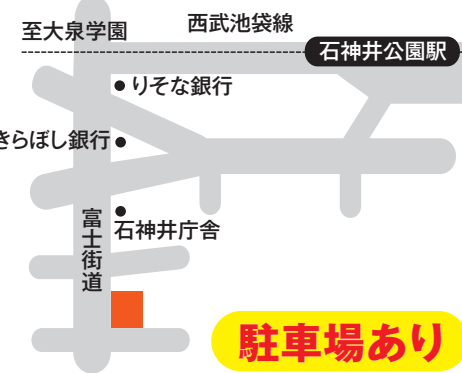 西武池袋線
至大泉学園
石神井公園駅
りそな銀行
きらぼし銀行
石神井庁舎
富士街道
駐車場あり